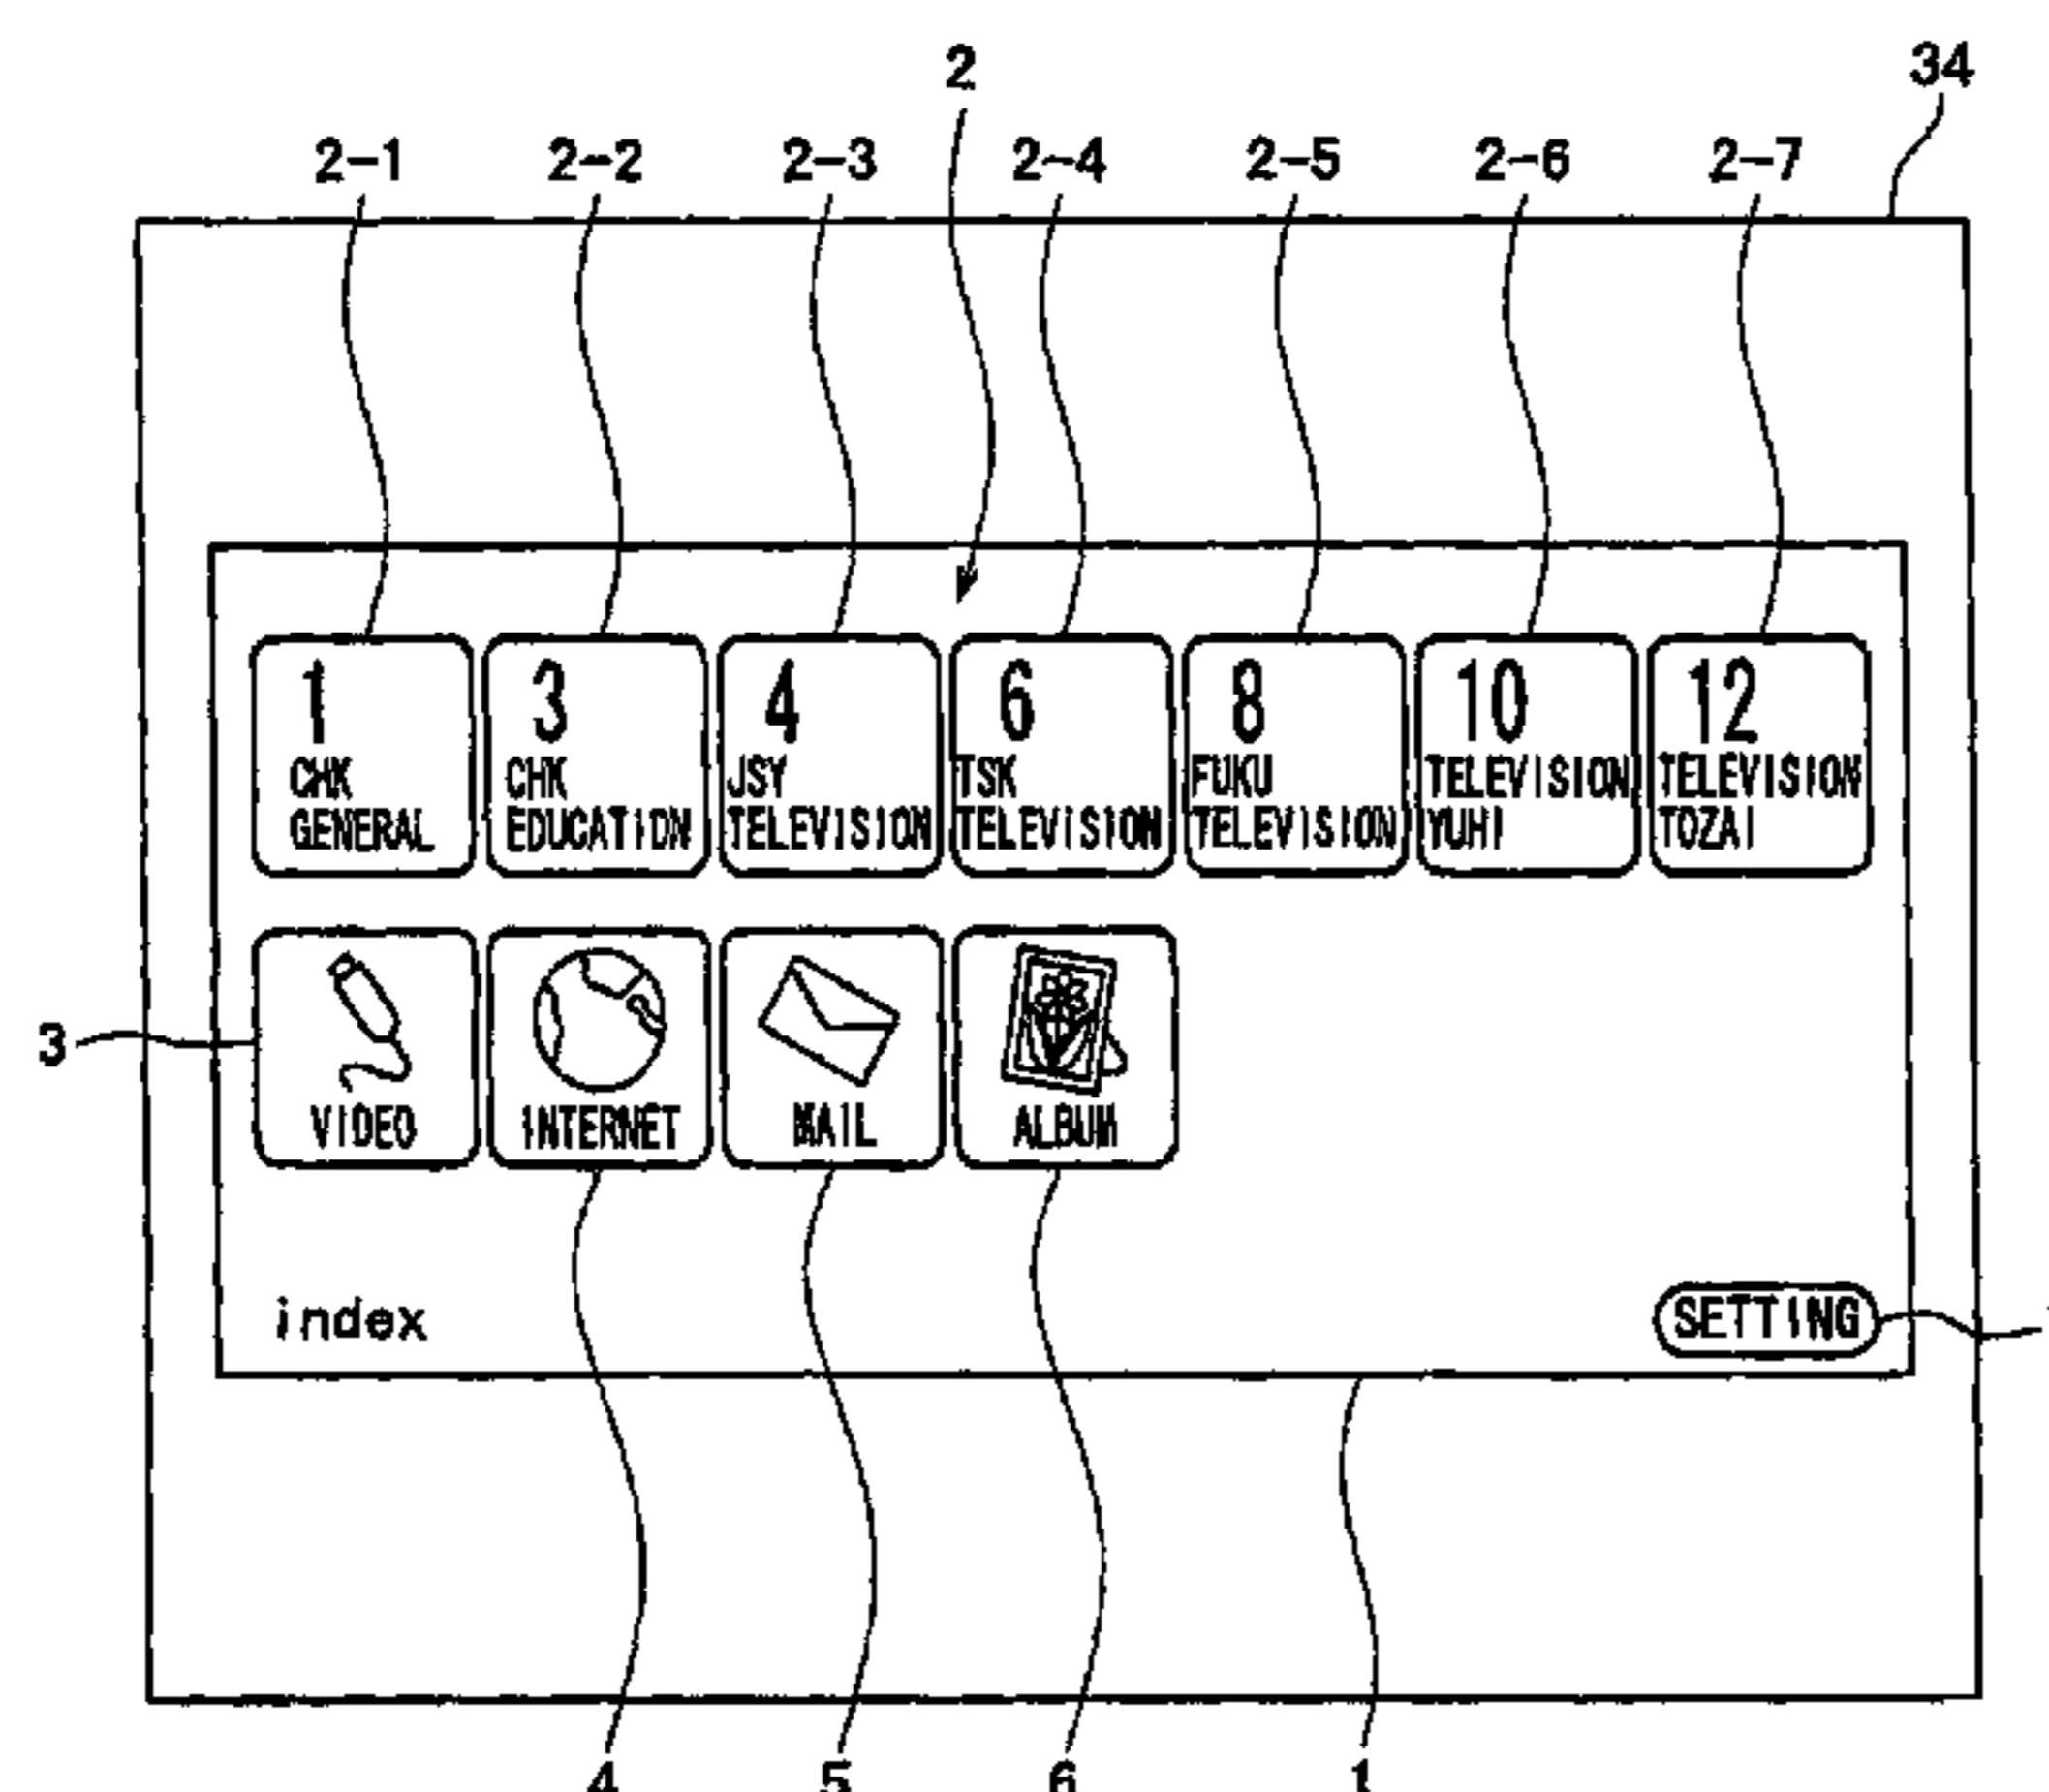 2
34
2-1 2-2 2-3 2-4 2-5 2-6 2-7
1 3 4 6 8 10 12
CHK CHK JSY TSK FUKU TELEVISION TELEVISION
GENERAL EDUCATION TELEVISION TELEVISION TELEVISION YUHI TOZAI
3
VIDEO INTERNET MAIL ALBUM
index SETTING
4 5 6 1